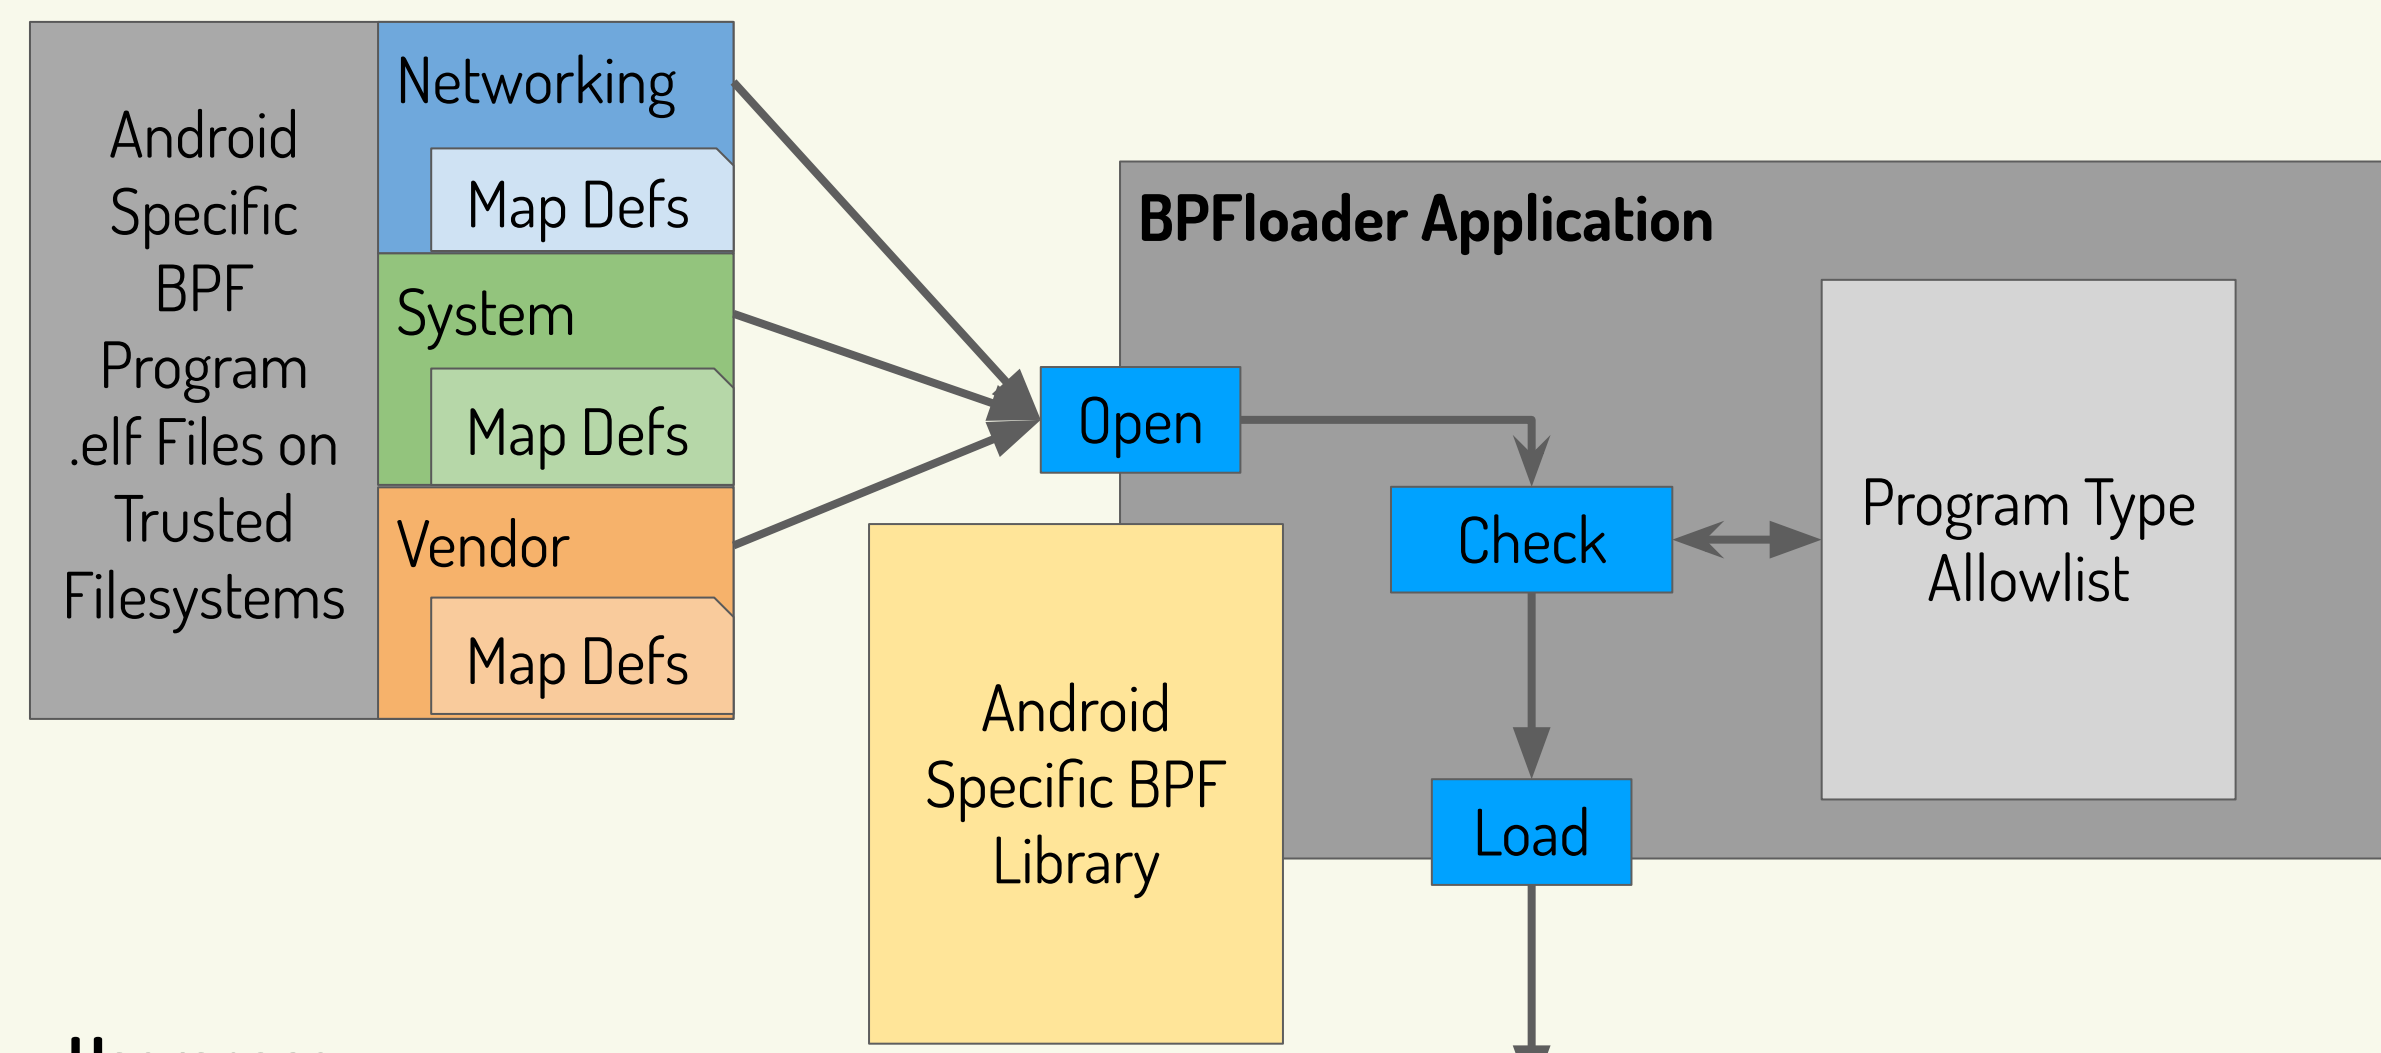 Android
Specific
BPF
Program
.elf Files on
Trusted
Filesystems
Networking
Map Defs
System
Map Defs
Vendor
Map Defs
BPFloader Application
Open
Check
Program Type
Allowlist
Load
Android
Specific BPF
Library